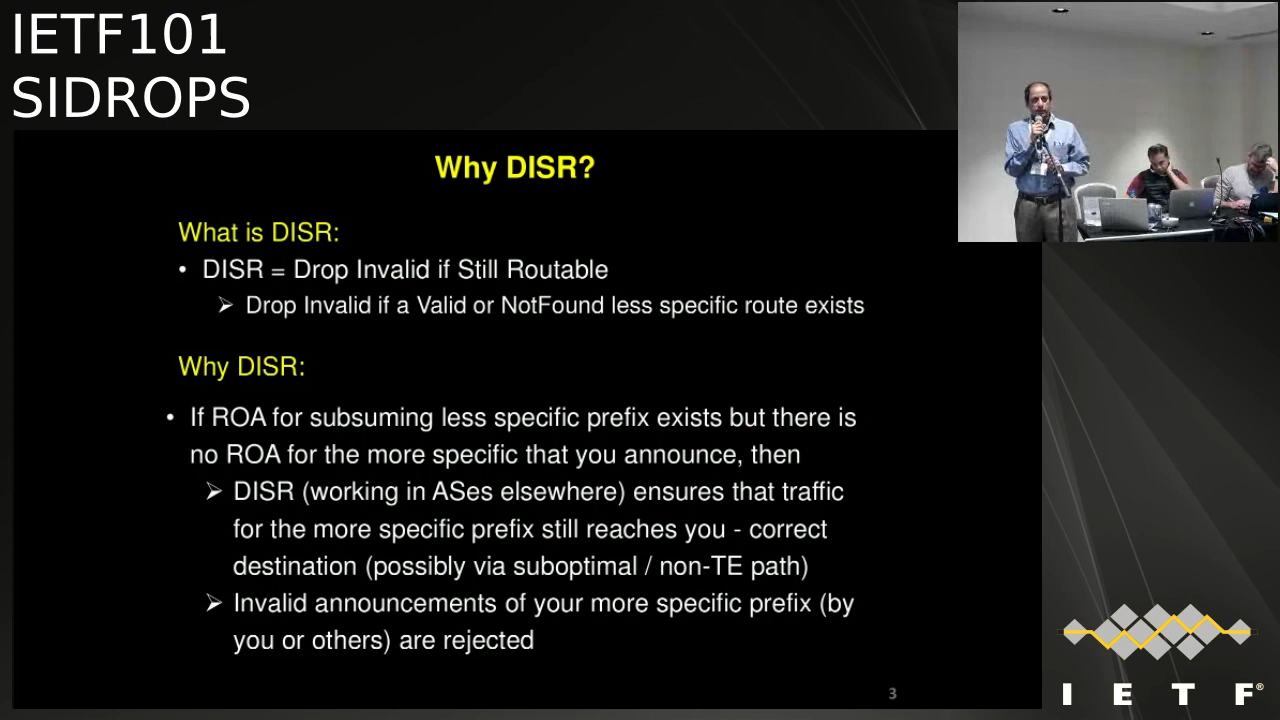 IETF101
SIDROPS
Why DISR?
What is DISR:
• DISR = Drop Invalid if Still Routable
➢ Drop Invalid if a Valid or NotFound less specific route exists
Why DISR:
• If ROA for subsuming less specific prefix exists but there is
no ROA for the more specific that you announce, then
➢ DISR (working in ASes elsewhere) ensures that traffic
for the more specific prefix still reaches you - correct
destination (possibly via suboptimal / non-TE path)
➢ Invalid announcements of your more specific prefix (by
you or others) are rejected
3
I E T F®